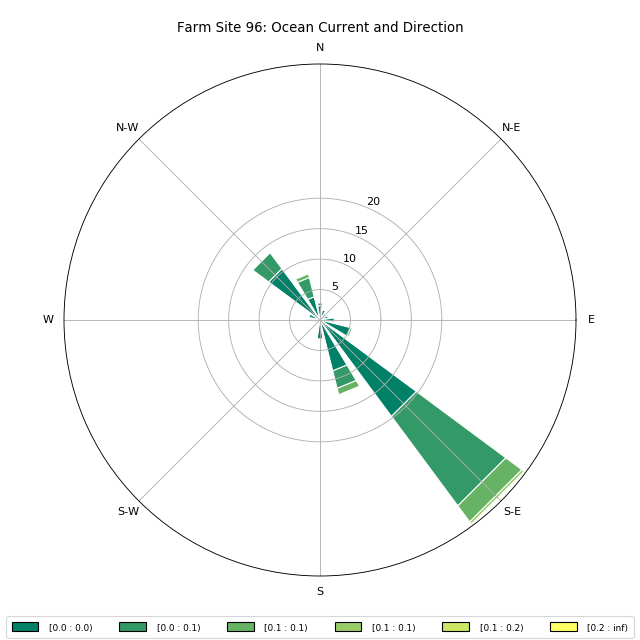 Farm Site 96: Ocean Current and Direction
N
N-W
N-E
20
15
10
5
W
E
S-W
S-E
S
[0.0 : 0.0)
[0.0 : 0.1)
[0.1 : 0.1)
[0.1 : 0.1)
[0.1 : 0.2)
[0.2 : inf)